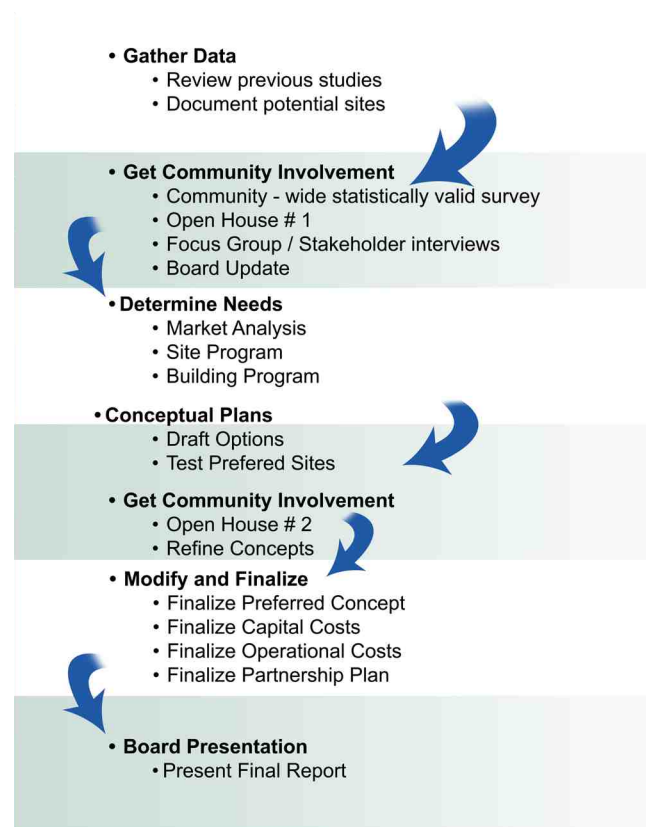 • Gather Data
• Review previous studies
• Document potential sites
• Get Community Involvement
• Community - wide statistically valid survey
• Open House # 1
• Focus Group / Stakeholder interviews
• Board Update
• Determine Needs
• Market Analysis
• Site Program
• Building Program
• Conceptual Plans
• Draft Options
• Test Prefered Sites
• Get Community Involvement
• Open House # 2
• Refine Concepts
• Modify and Finalize
• Finalize Preferred Concept
• Finalize Capital Costs
• Finalize Operational Costs
• Finalize Partnership Plan
• Board Presentation
• Present Final Report